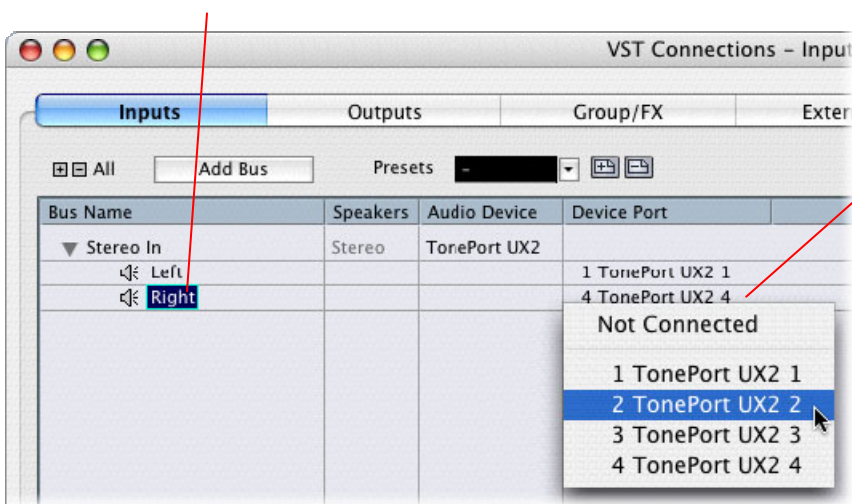 VST Connections – Input
Inputs Outputs Group/FX Exter
All Add Bus Presets -
Bus Name Speakers Audio Device Device Port
Stereo In Stereo TonePort UX2
Left 1 TonePort UX2 1
Right 4 TonePort UX2 4
Not Connected
1 TonePort UX2 1
2 TonePort UX2 2
3 TonePort UX2 3
4 TonePort UX2 4